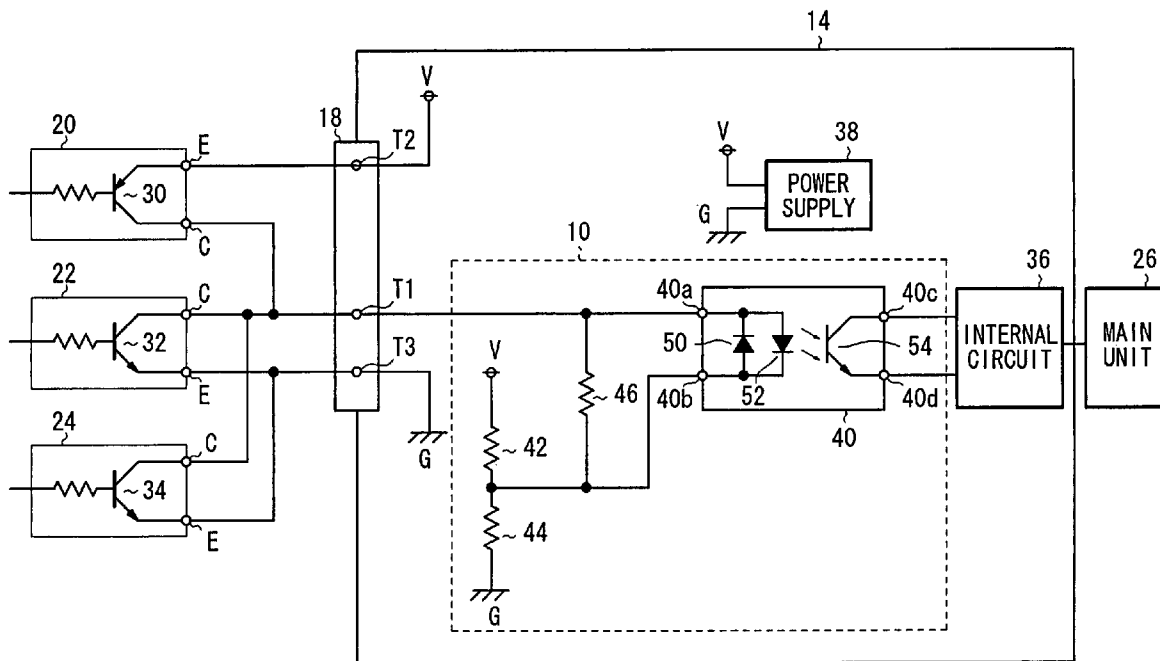 14
V
20
18
E
T2
V
38
POWER
SUPPLY
30
G
C
10
36
26
22
C
T1
40a
40c
32
50
54
INTERNAL
CIRCUIT
MAIN
UNIT
T3
V
E
40b
52
40d
46
40
24
C
G
42
34
44
E
G